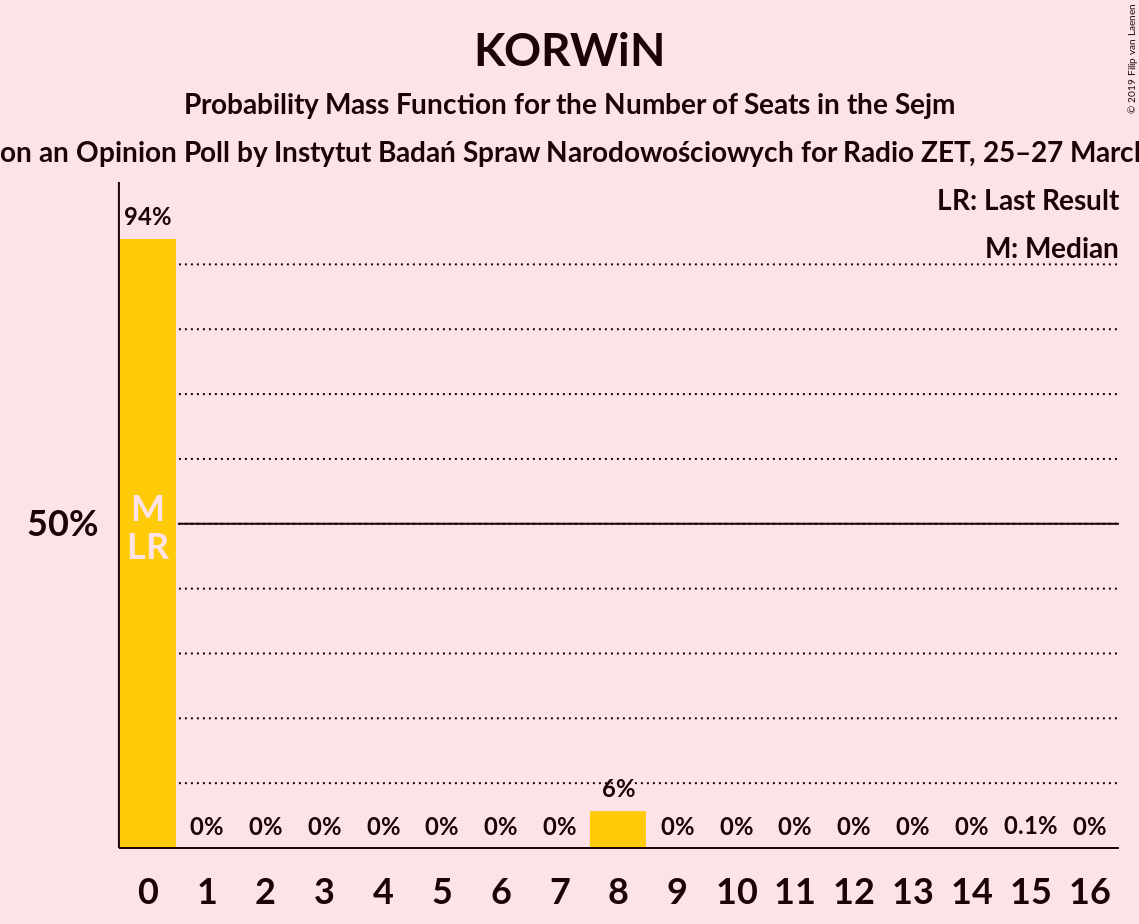 KORWiN
Probability Mass Function for the Number of Seats in the Sejm
on an Opinion Poll by Instytut Badań Spraw Narodowościowych for Radio ZET, 25–27 March
© 2019 Filip van Laenen
LR: Last Result
M: Median
94%
M
50%
LR
6%
0% 0% 0% 0% 0% 0% 0% 0% 0% 0% 0% 0% 0% 0.1% 0%
0 1 2 3 4 5 6 7 8 9 10 11 12 13 14 15 16